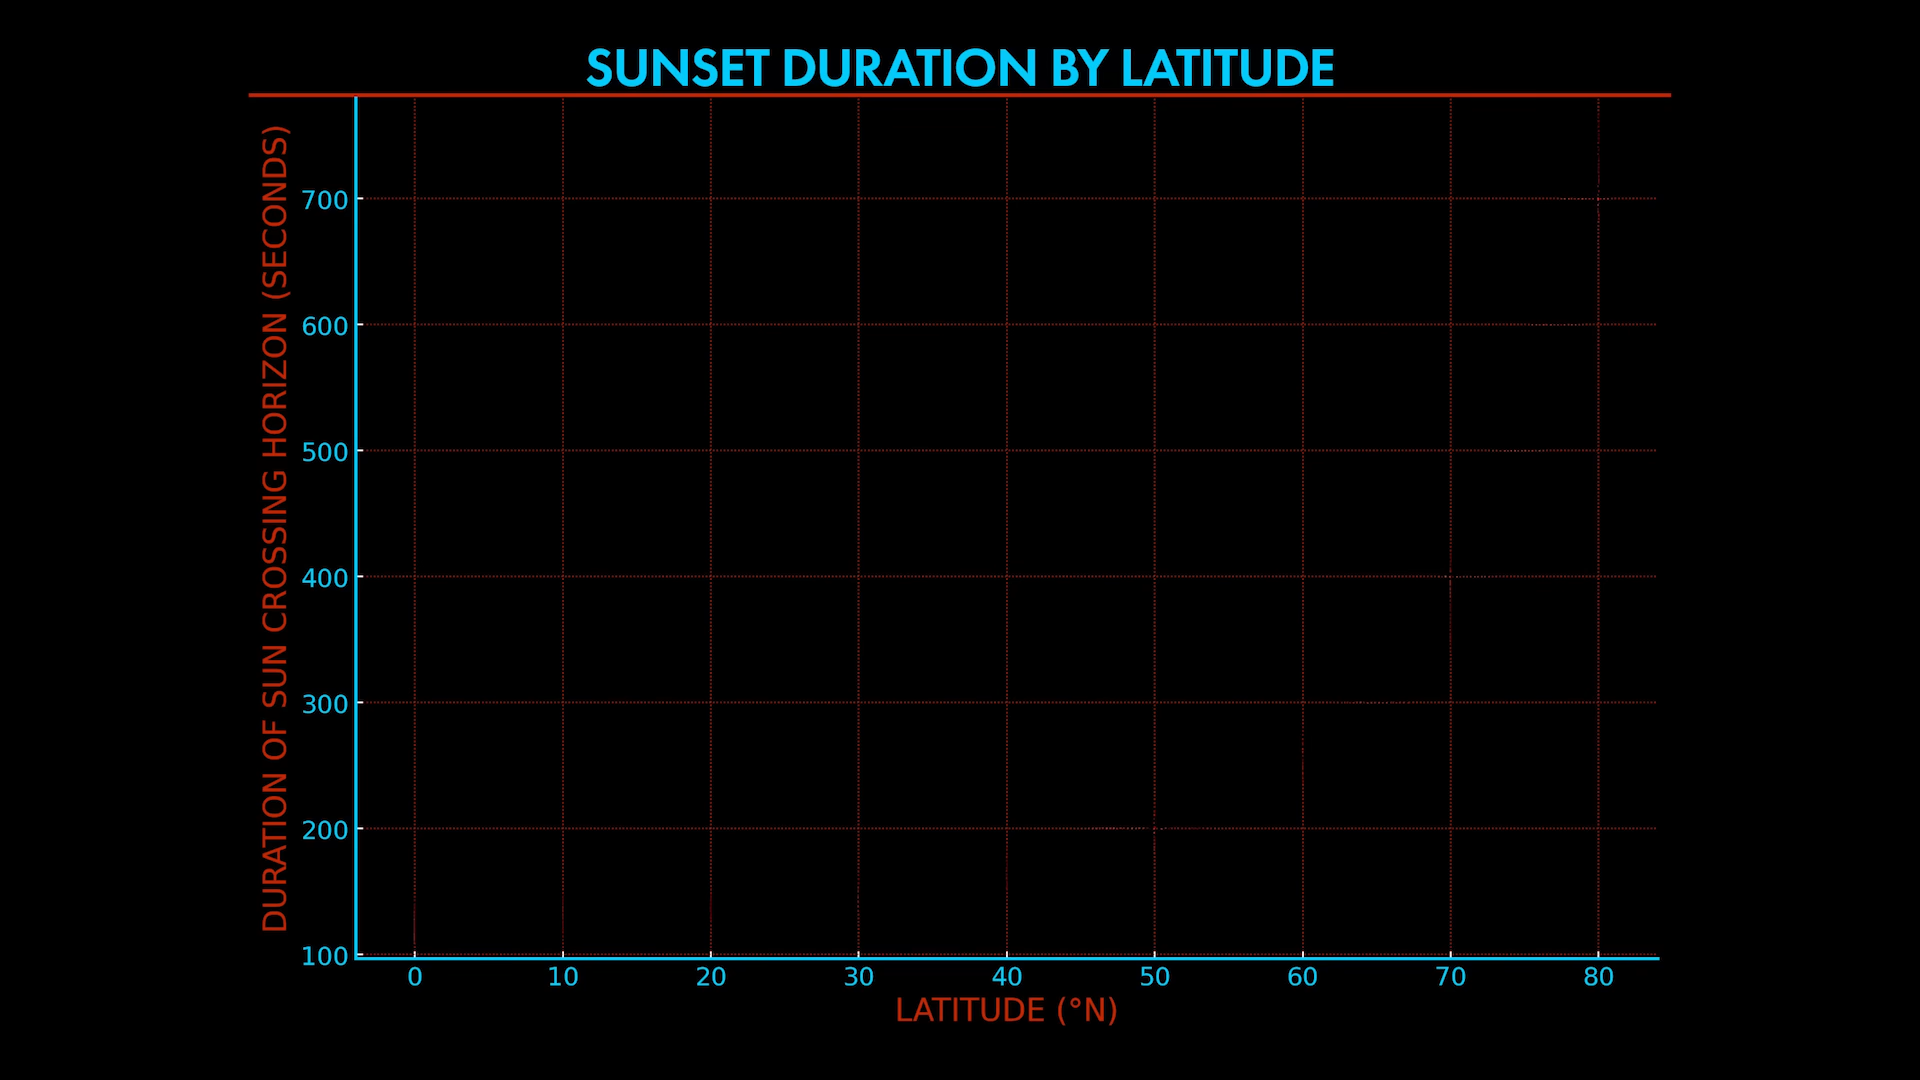 SUNSET DURATION BY LATITUDE
DURATION OF SUN CROSSING HORIZON (SECONDS)
700
600
500
400
300
200
100
0 10 20 30 40 50 60 70 80
LATITUDE (°N)